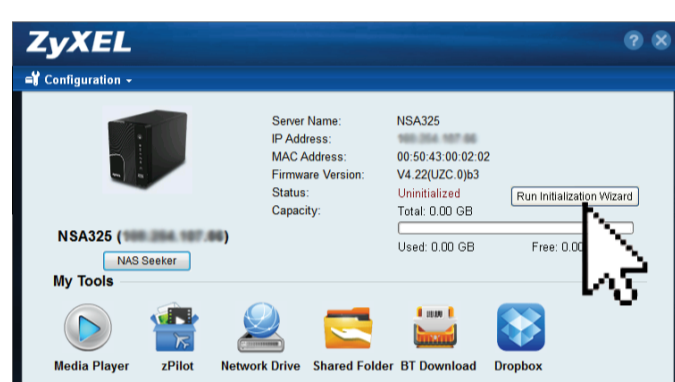 ZyXEL
Configuration
Server Name: NSA325
IP Address:
MAC Address: 00:50:43:00:02:02
Firmware Version: V4.22(UZC.0)b3
Status: Uninitialized Run Initialization Wizard
Capacity: Total: 0.00 GB
Used: 0.00 GB Free: 0.00
NSA325 ( )
NAS Seeker
My Tools
Media Player zPilot Network Drive Shared Folder BT Download Dropbox